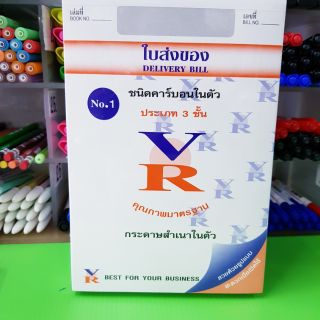 เล่มที่
BOOK NO.
เลขที่
BILL NO.
ใบส่งของ
DELIVERY BILL
ชนิดคาร์บอนในตัว
No.1
ประเภท 3 ชั้น
VR
คุณภาพมาตรฐาน
กระดาษสำเนาในตัว
VR
BEST FOR YOUR BUSINESS